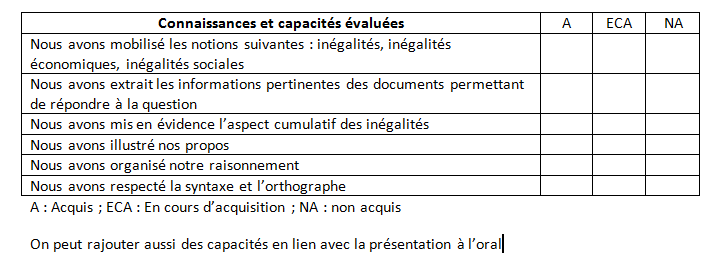 Connaissances et capacités évaluées A ECA NA
Nous avons mobilisé les notions suivantes : inégalités, inégalités
économiques, inégalités sociales
Nous avons extrait les informations pertinentes des documents permettant
de répondre à la question
Nous avons mis en évidence l’aspect cumulatif des inégalités
Nous avons illustré nos propos
Nous avons organisé notre raisonnement
Nous avons respecté la syntaxe et l’orthographe
A : Acquis ; ECA : En cours d’acquisition ; NA : non acquis
On peut rajouter aussi des capacités en lien avec la présentation à l’oral